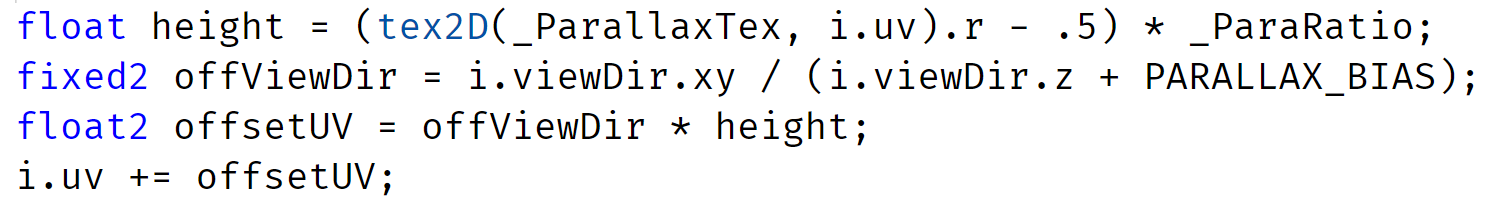 float height = (tex2D(_ParallaxTex, i.uv).r - .5) * _ParaRatio;
fixed2 offViewDir = i.viewDir.xy / (i.viewDir.z + PARALLAX_BIAS);
float2 offsetUV = offViewDir * height;
i.uv += offsetUV;